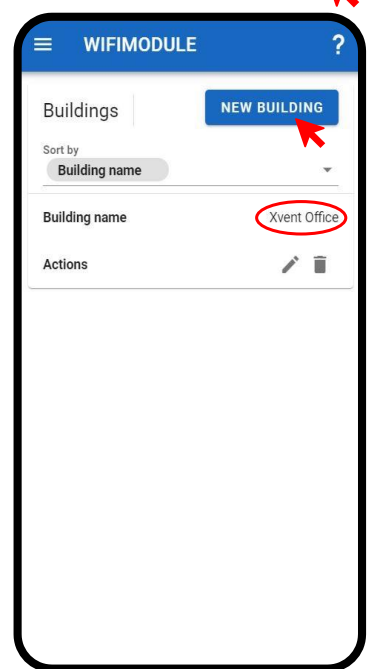 WIFIMODULE ?
Buildings NEW BUILDING
Sort by
Building name
Building name Xvent Office
Actions